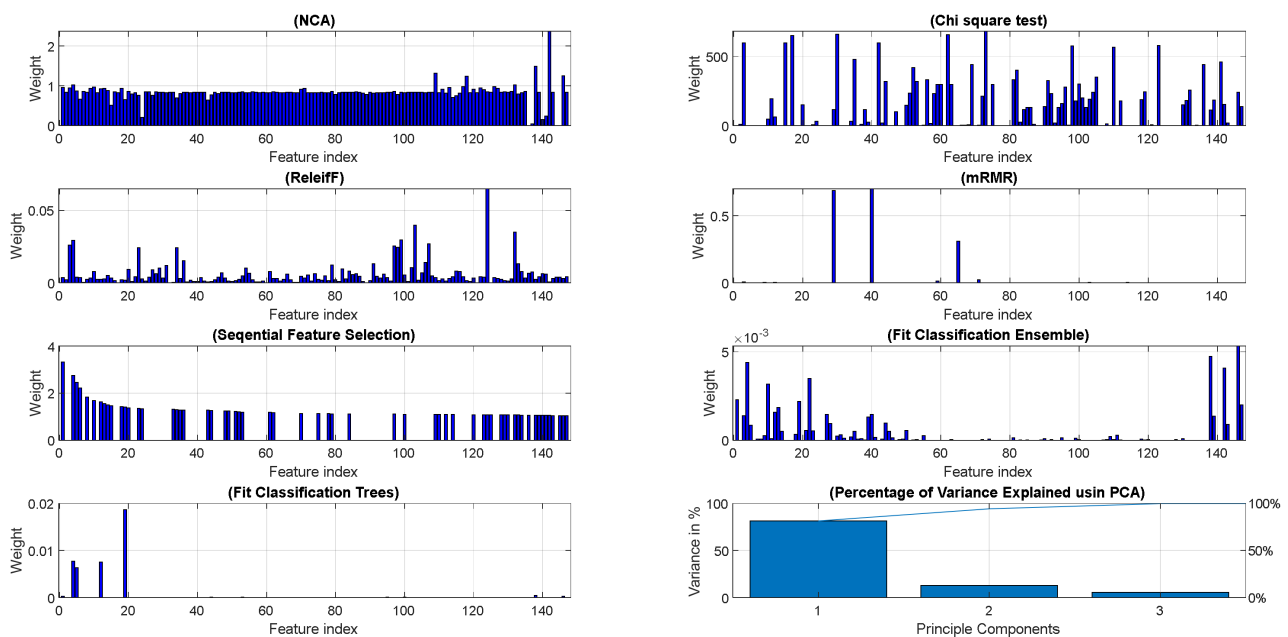 (NCA)
Weight
2
1
0
0 20 40 60 80 100 120 140
Feature index
(Chi square test)
Weight
500
0
0 20 40 60 80 100 120 140
Feature index
(ReleifF)
Weight
0.05
0
0 20 40 60 80 100 120 140
Feature index
(mRMR)
Weight
0.5
0
0 20 40 60 80 100 120 140
Feature index
(Seqential Feature Selection)
Weight
4
2
0
0 20 40 60 80 100 120 140
Feature index
(Fit Classification Ensemble)
×10⁻³
Weight
5
0
0 20 40 60 80 100 120 140
Feature index
(Fit Classification Trees)
Weight
0.02
0.01
0
0 20 40 60 80 100 120 140
Feature index
(Percentage of Variance Explained usin PCA)
Variance in %
100 100%
50 50%
0 0%
1 2 3
Principle Components